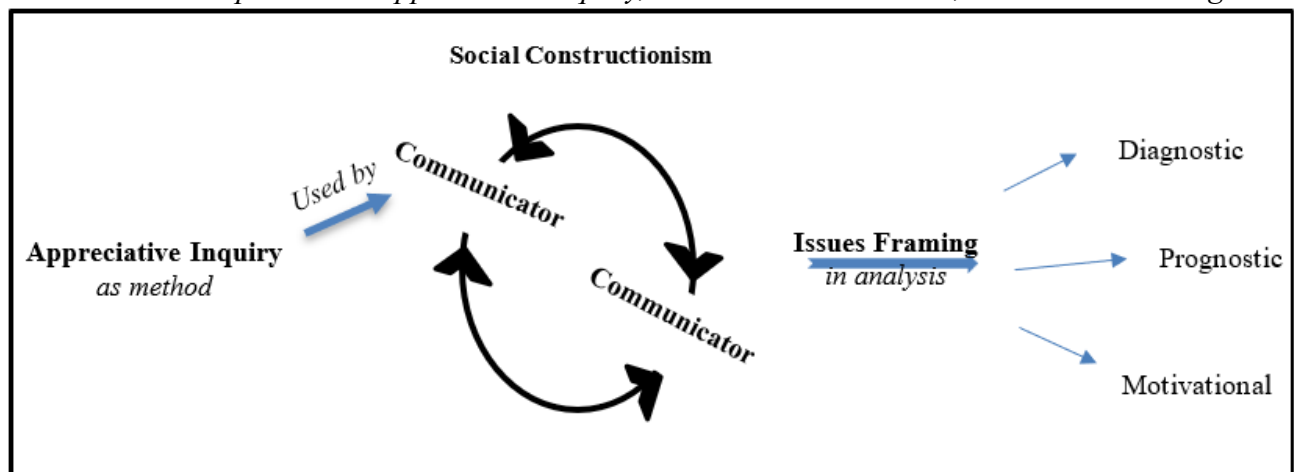 Social Constructionism
Used by
Communicator
Appreciative Inquiry
as method
Communicator
Issues Framing
in analysis
Diagnostic
Prognostic
Motivational